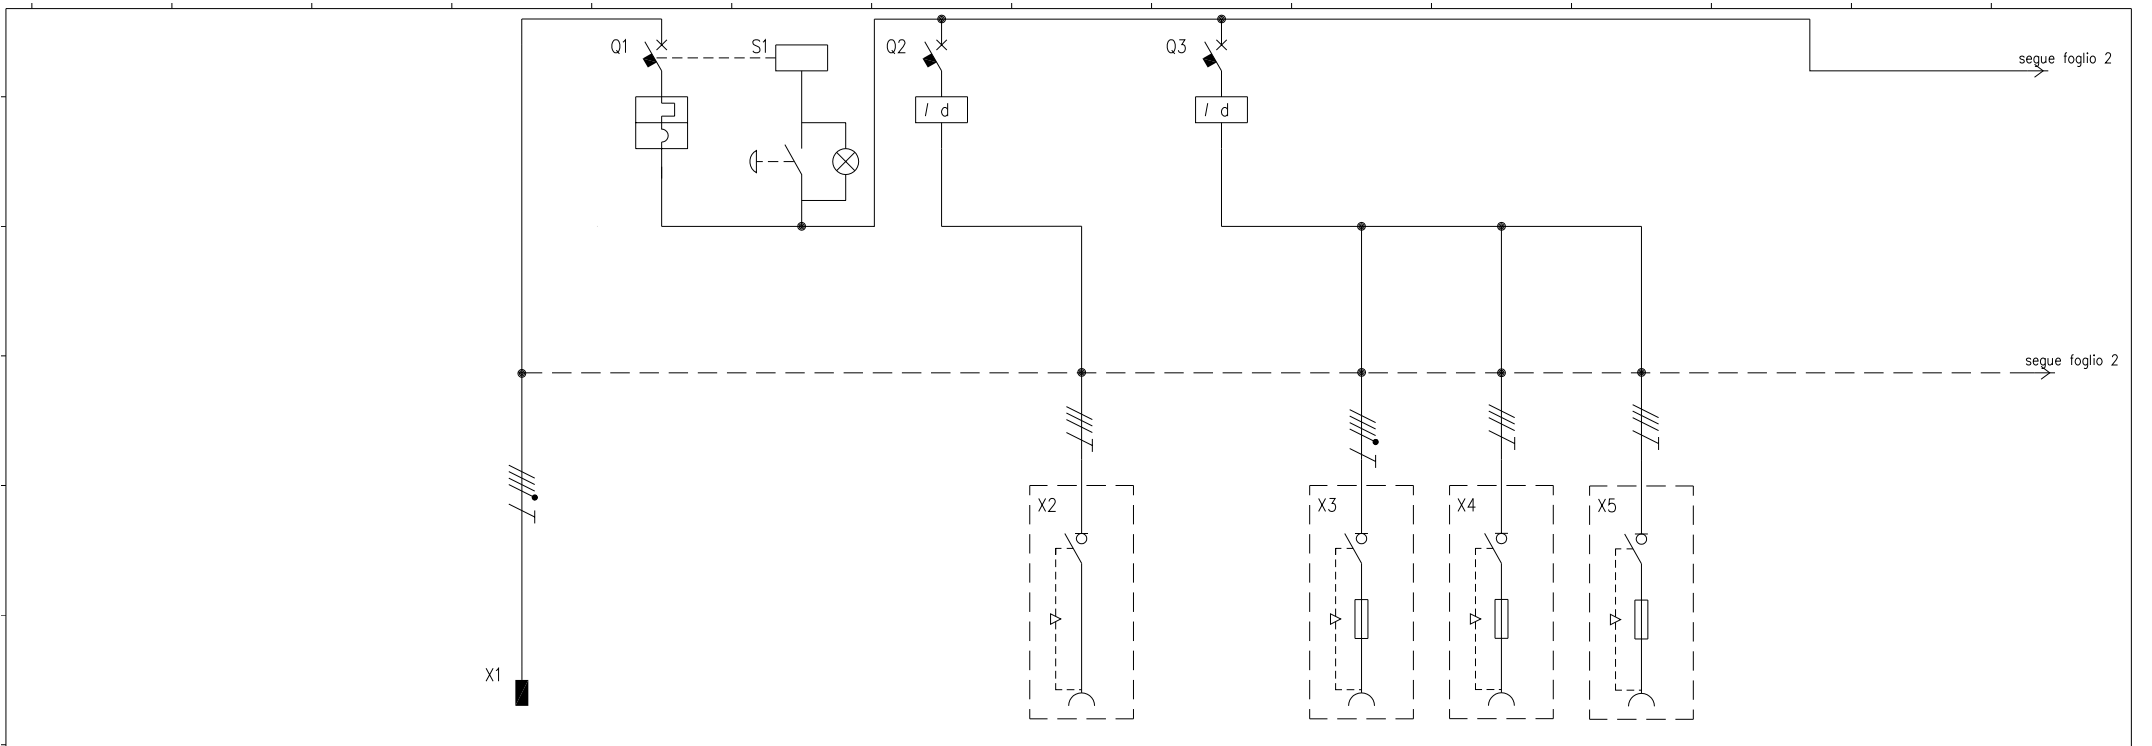 Q1
S1
Q2
Q3
segue foglio 2
I d
I d
segue foglio 2
X2
X3
X4
X5
X1